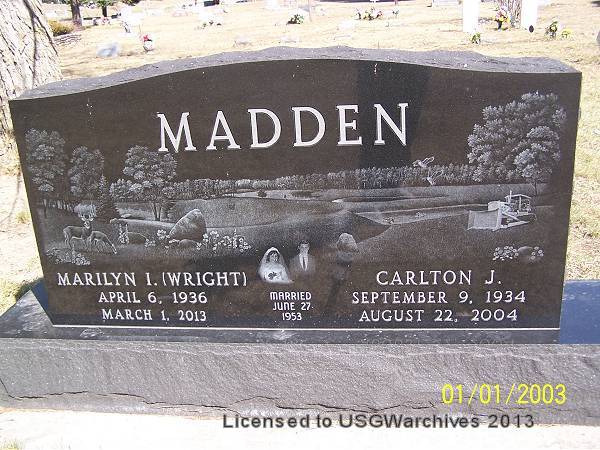 MADDEN
MARILYN I. (WRIGHT)
APRIL 6, 1936
MARCH 1, 2013
MARRIED
JUNE 27
1953
CARLTON J.
SEPTEMBER 9, 1934
AUGUST 22, 2004
01/01/2003
Licensed to USGWarchives 2013